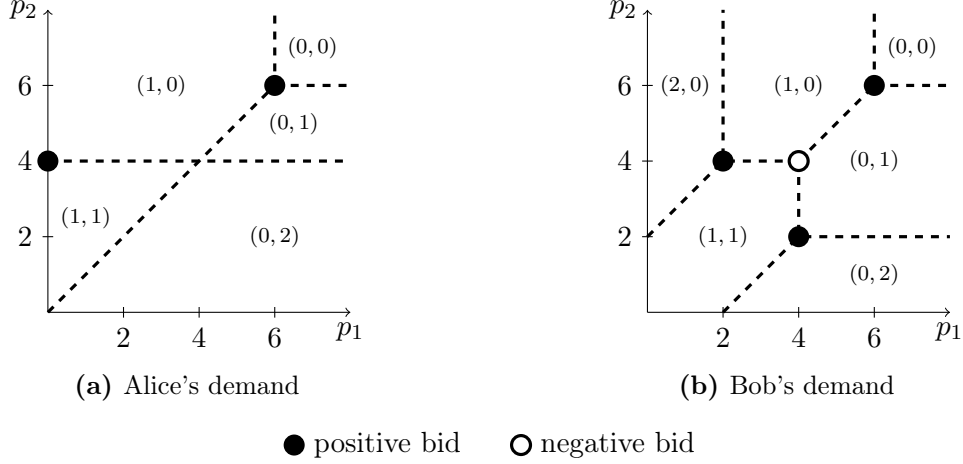 p2
p2
(0, 0)
(0, 0)
6
(1, 0)
6
(2, 0)
(1, 0)
(0, 1)
4
4
(0, 1)
(1, 1)
2
(0, 2)
2
(1, 1)
(0, 2)
2
4
6
p1
2
4
6
p1
(a) Alice's demand
(b) Bob's demand
positive bid
negative bid